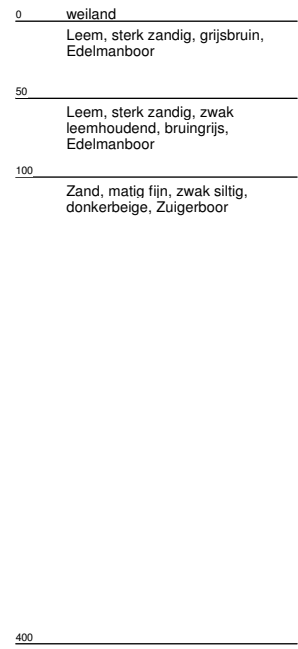 0 weiland
Leem, sterk zandig, grijsbruin,
Edelmanboor
50
Leem, sterk zandig, zwak
leemhoudend, bruingrijs,
Edelmanboor
100
Zand, matig fijn, zwak siltig,
donkerbeige, Zuigerboor
400